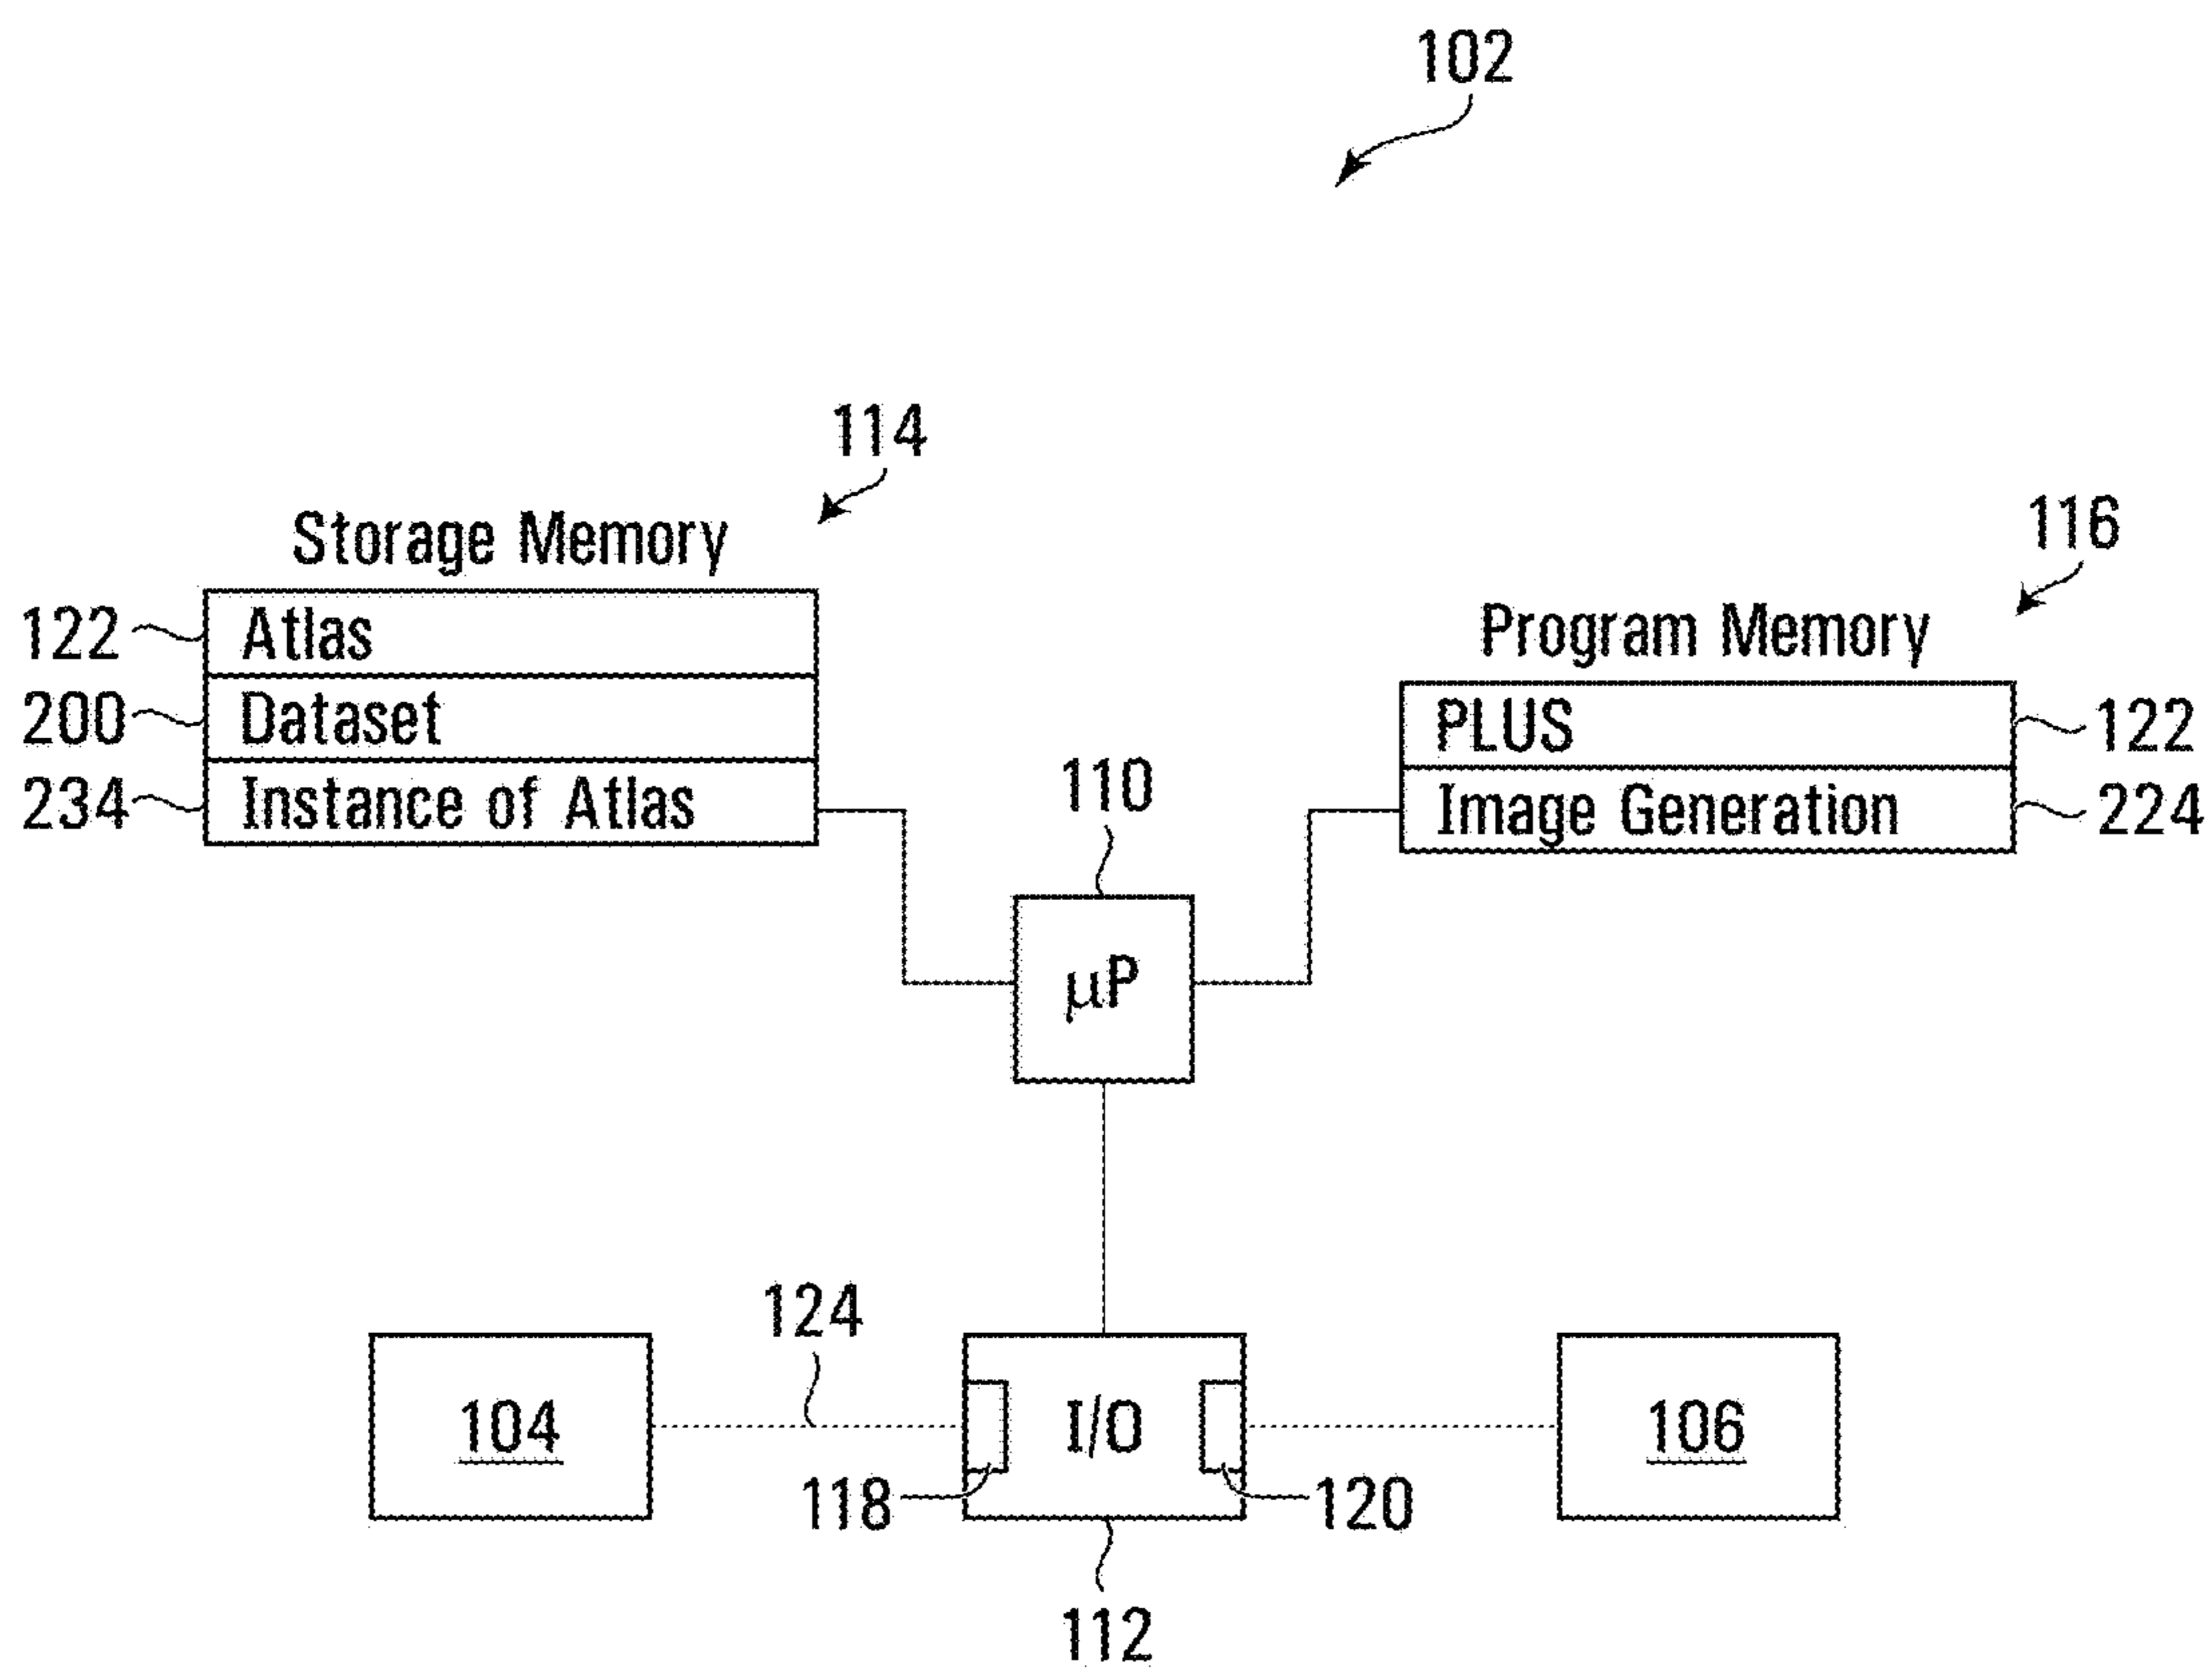 102
114
Storage Memory
116
Program Memory
122 Atlas
200 Dataset
234 Instance of Atlas
PLUS 122
Image Generation 224
110
µP
124
104
I/O
106
118
120
112